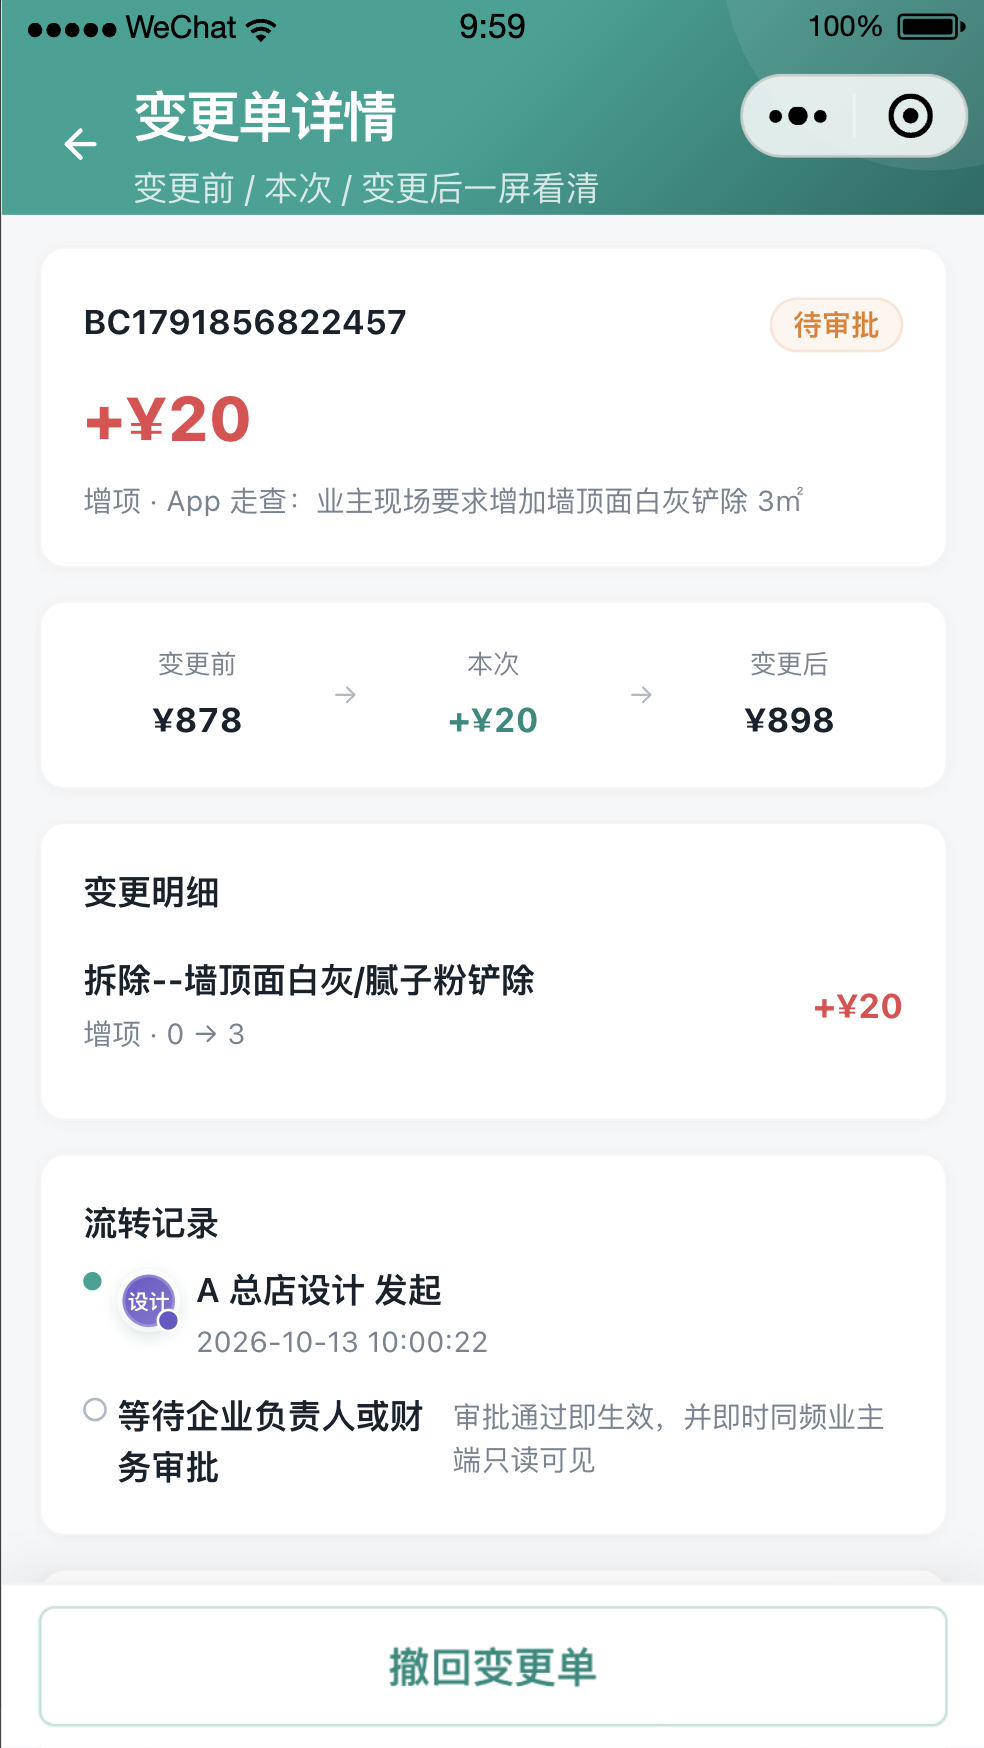 WeChat 9:59 100%
变更单详情
变更前 / 本次 / 变更后一屏看清
BC1791856822457 待审批
+¥20
增项 · App 走查：业主现场要求增加墙顶面白灰铲除 3㎡
变更前 本次 变更后
¥878 → +¥20 → ¥898
变更明细
拆除--墙顶面白灰/腻子粉铲除
+¥20
增项 · 0 → 3
流转记录
设计 A 总店设计 发起
2026-10-13 10:00:22
等待企业负责人或财务审批
审批通过即生效，并即时同频业主
端只读可见
撤回变更单